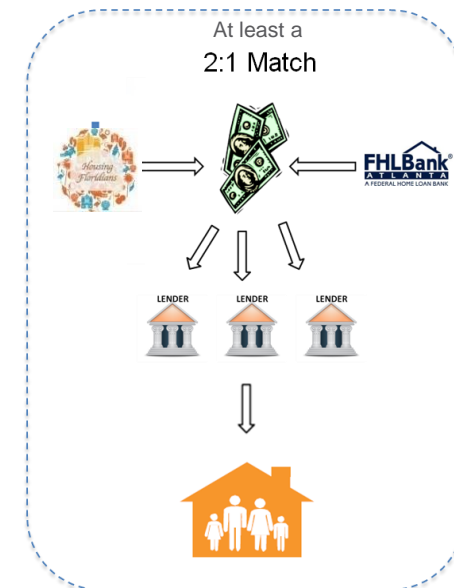 At least a
2:1 Match
Housing
Floridians
FHLBank®
ATLANTA
A FEDERAL HOME LOAN BANK
LENDER
LENDER
LENDER